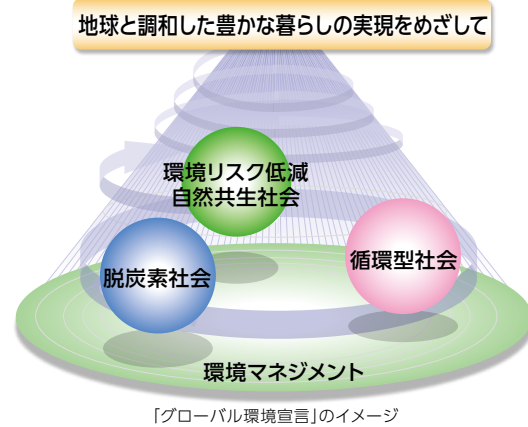 地球と調和した豊かな暮らしの実現をめざして
環境リスク低減
自然共生社会
脱炭素社会
循環型社会
環境マネジメント
「グローバル環境宣言」のイメージ